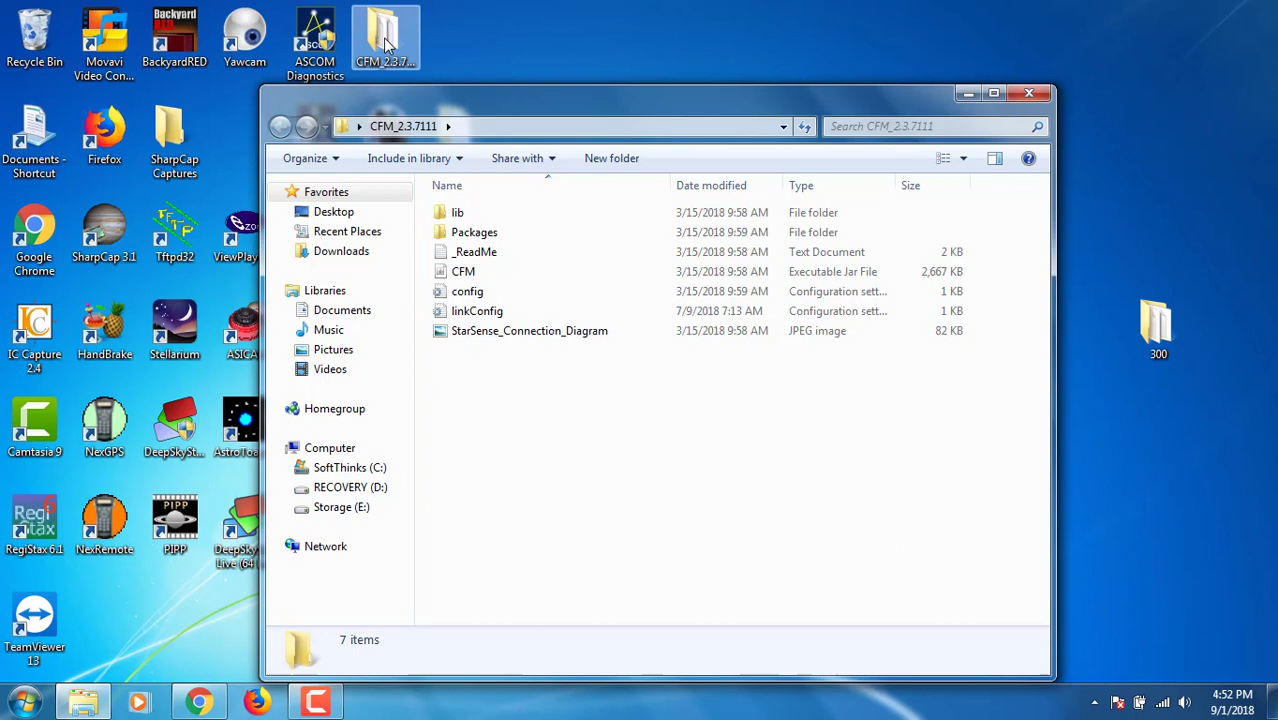 Recycle Bin
Movavi
Video Con...
BackyardRED
Yawcam
ASCOM
Diagnostics
CFM_2.3.7...
Documents -
Shortcut
Firefox
SharpCap
Captures
Google
Chrome
SharpCap 3.1
Tftpd32
ViewPlay
IC Capture
2.4
HandBrake
Stellarium
ASICA
Camtasia 9
NexGPS
DeepSkySt...
AstroToa
RegiStax 6.1
NexRemote
PIPP
DeepSky
Live (64
TeamViewer
13
300
CFM_2.3.7111
Search CFM_2.3.7111
Organize
Include in library
Share with
New folder
Name
Date modified
Type
Size
Favorites
Desktop
Recent Places
Downloads
Libraries
Documents
Music
Pictures
Videos
Homegroup
Computer
SoftThinks (C:)
RECOVERY (D:)
Storage (E:)
Network
lib 3/15/2018 9:58 AM File folder
Packages 3/15/2018 9:59 AM File folder
_ReadMe 3/15/2018 9:58 AM Text Document 2 KB
CFM 3/15/2018 9:58 AM Executable Jar File 2,667 KB
config 3/15/2018 9:59 AM Configuration sett... 1 KB
linkConfig 7/9/2018 7:13 AM Configuration sett... 1 KB
StarSense_Connection_Diagram 3/15/2018 9:58 AM JPEG image 82 KB
7 items
4:52 PM
9/1/2018